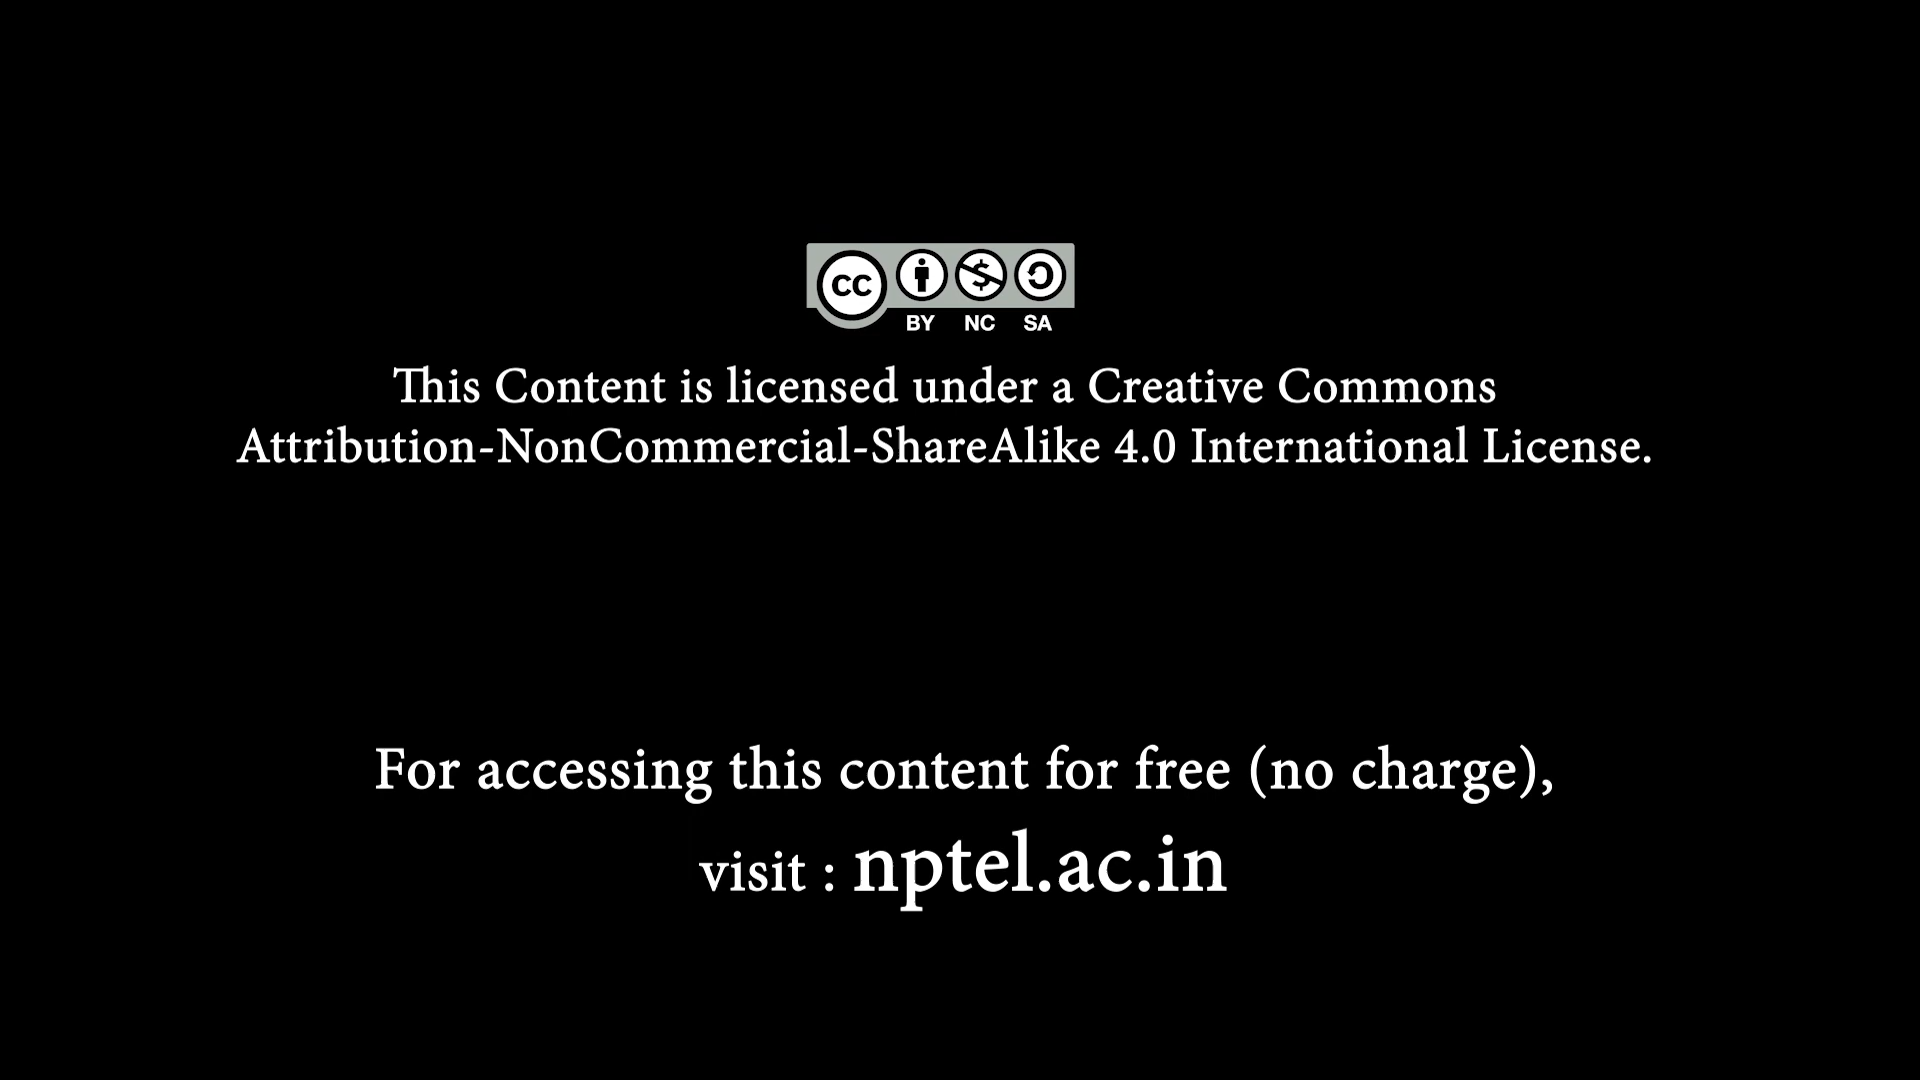 cc
BY NC SA
This Content is licensed under a Creative Commons
Attribution-NonCommercial-ShareAlike 4.0 International License.
For accessing this content for free (no charge),
visit : nptel.ac.in